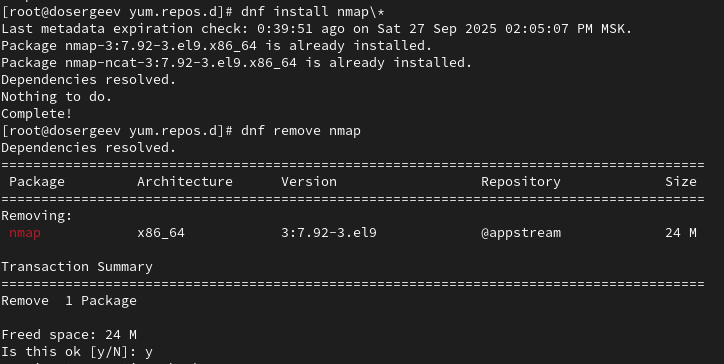 [root@dosergeev yum.repos.d]# dnf install nmap\*
Last metadata expiration check: 0:39:51 ago on Sat 27 Sep 2025 02:05:07 PM MSK.
Package nmap-3:7.92-3.el9.x86_64 is already installed.
Package nmap-ncat-3:7.92-3.el9.x86_64 is already installed.
Dependencies resolved.
Nothing to do.
Complete!
[root@dosergeev yum.repos.d]# dnf remove nmap
Dependencies resolved.
================================================================================
Package Architecture Version Repository Size
================================================================================
Removing:
nmap x86_64 3:7.92-3.el9 @appstream 24 M
Transaction Summary
================================================================================
Remove 1 Package
Freed space: 24 M
Is this ok [y/N]: y